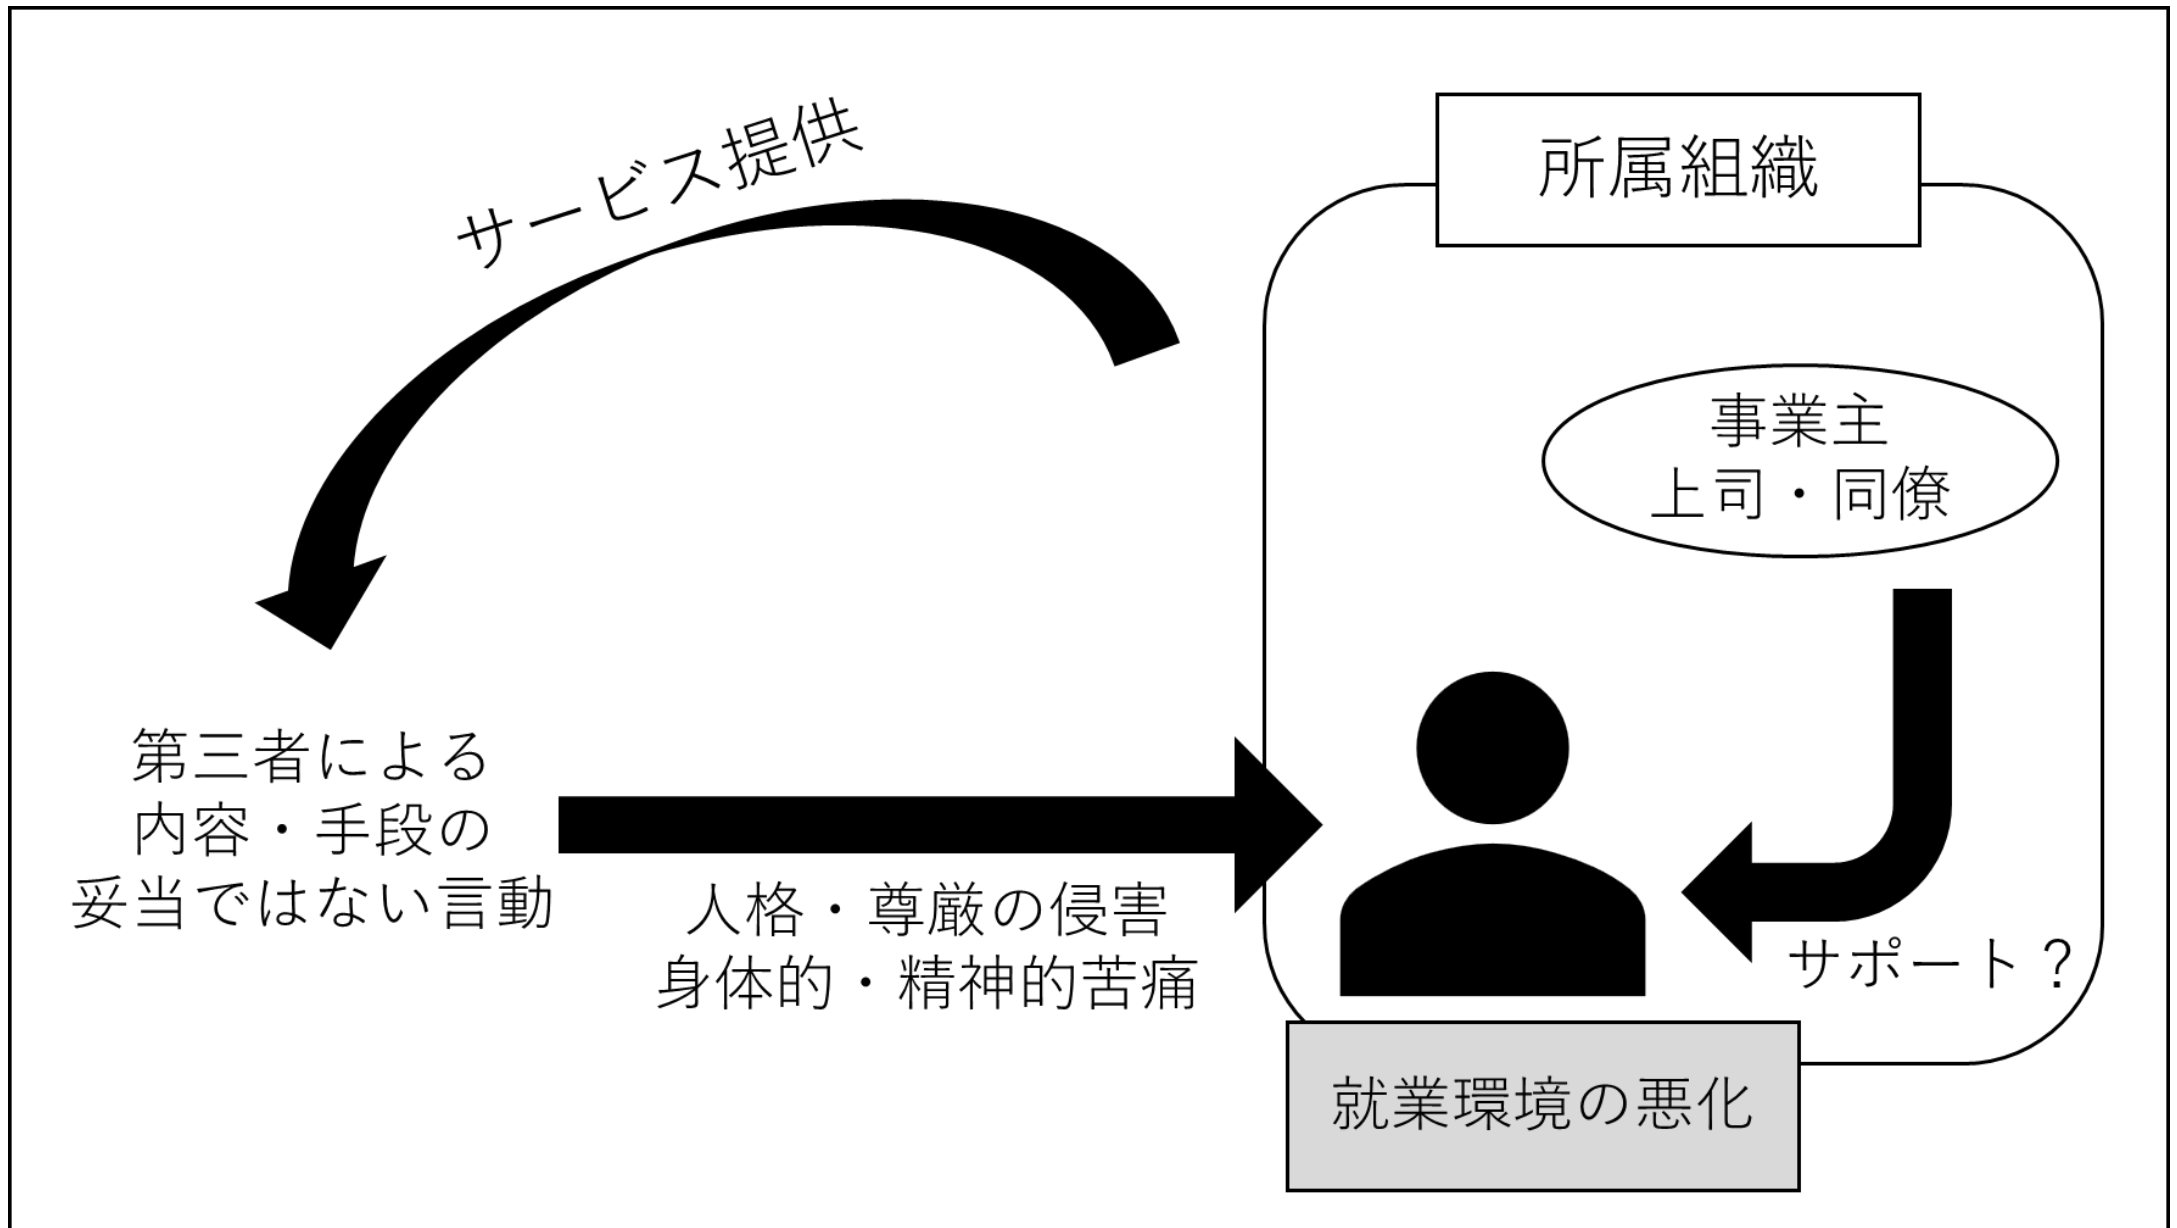 サービス提供
所属組織
事業主
上司・同僚
第三者による
内容・手段の
妥当ではない言動
人格・尊厳の侵害
身体的・精神的苦痛
サポート？
就業環境の悪化